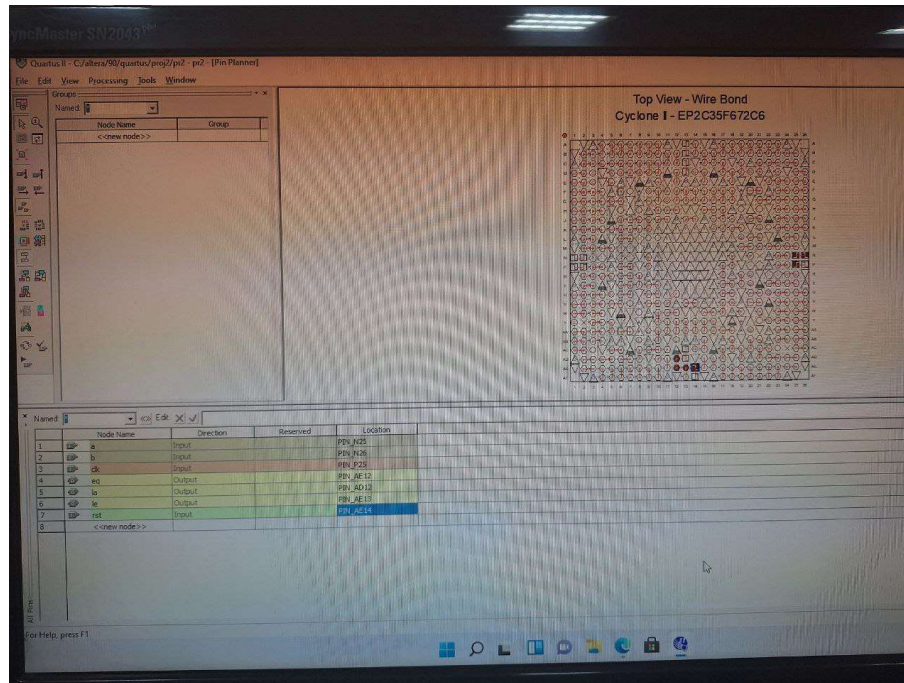 yncMaster SN2043
Quartus II - C:/altera/90/quartus/proj2/pr2 - pr2 - [Pin Planner]
File Edit View Processing Tools Window
Groups
Named:
Node Name Group
<<new node>>
Top View - Wire Bond
Cyclone II - EP2C35F672C6
Named: Edit
Node Name Direction Reserved Location
1 a Input PIN_N25
2 b Input PIN_N26
3 clk Input PIN_P25
4 eq Output PIN_AE12
5 la Output PIN_AD12
6 le Output PIN_AE13
7 rst Input PIN_AE14
8 <<new node>>
All Pins
For Help, press F1